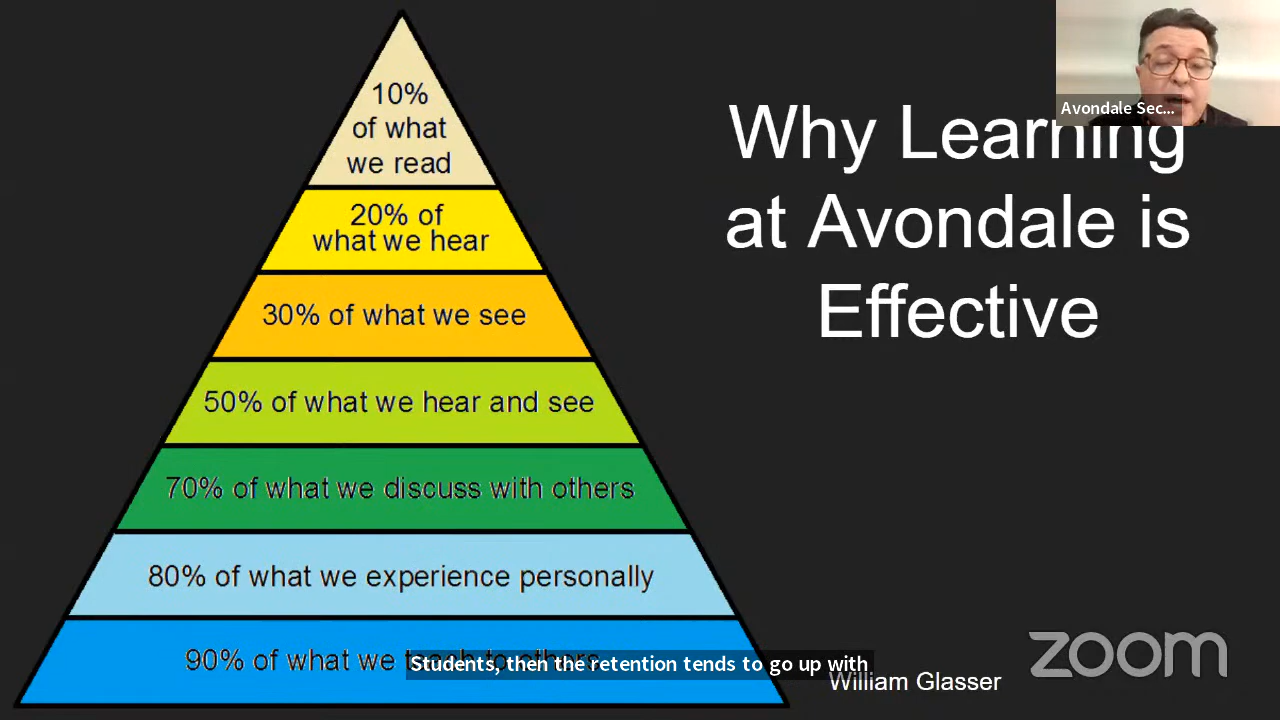 10%
of what
we read
20% of
what we hear
30% of what we see
50% of what we hear and see
70% of what we discuss with others
80% of what we experience personally
90% of what we teach to others
Students, then the retention tends to go up with
William Glasser
Why Learning
at Avondale is
Effective
Avondale Sec...
zoom